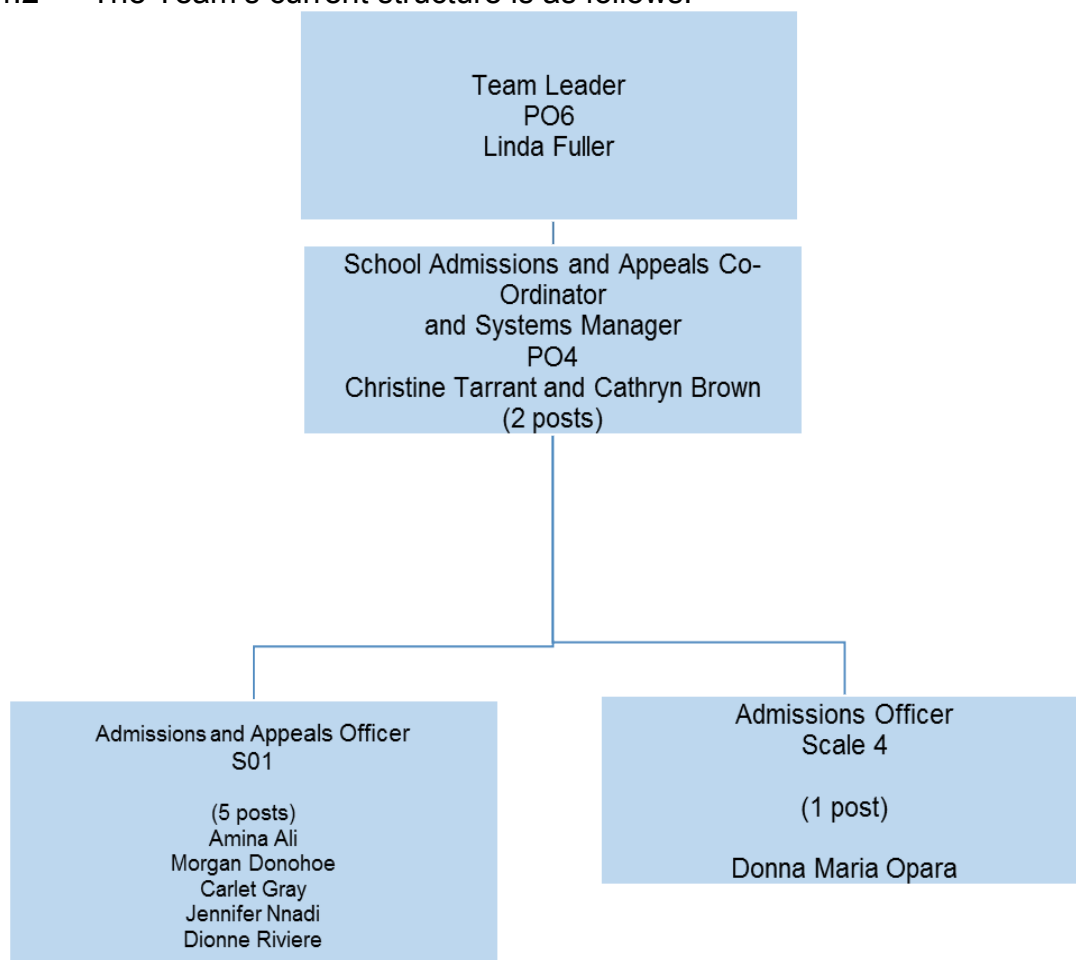 The Team's current structure is as follows:
Team Leader
PO6
Linda Fuller
School Admissions and Appeals Co-
Ordinator
and Systems Manager
PO4
Christine Tarrant and Cathryn Brown
(2 posts)
Admissions and Appeals Officer
S01
(5 posts)
Amina Ali
Morgan Donohoe
Carlet Gray
Jennifer Nnadi
Dionne Riviere
Admissions Officer
Scale 4
(1 post)
Donna Maria Opara